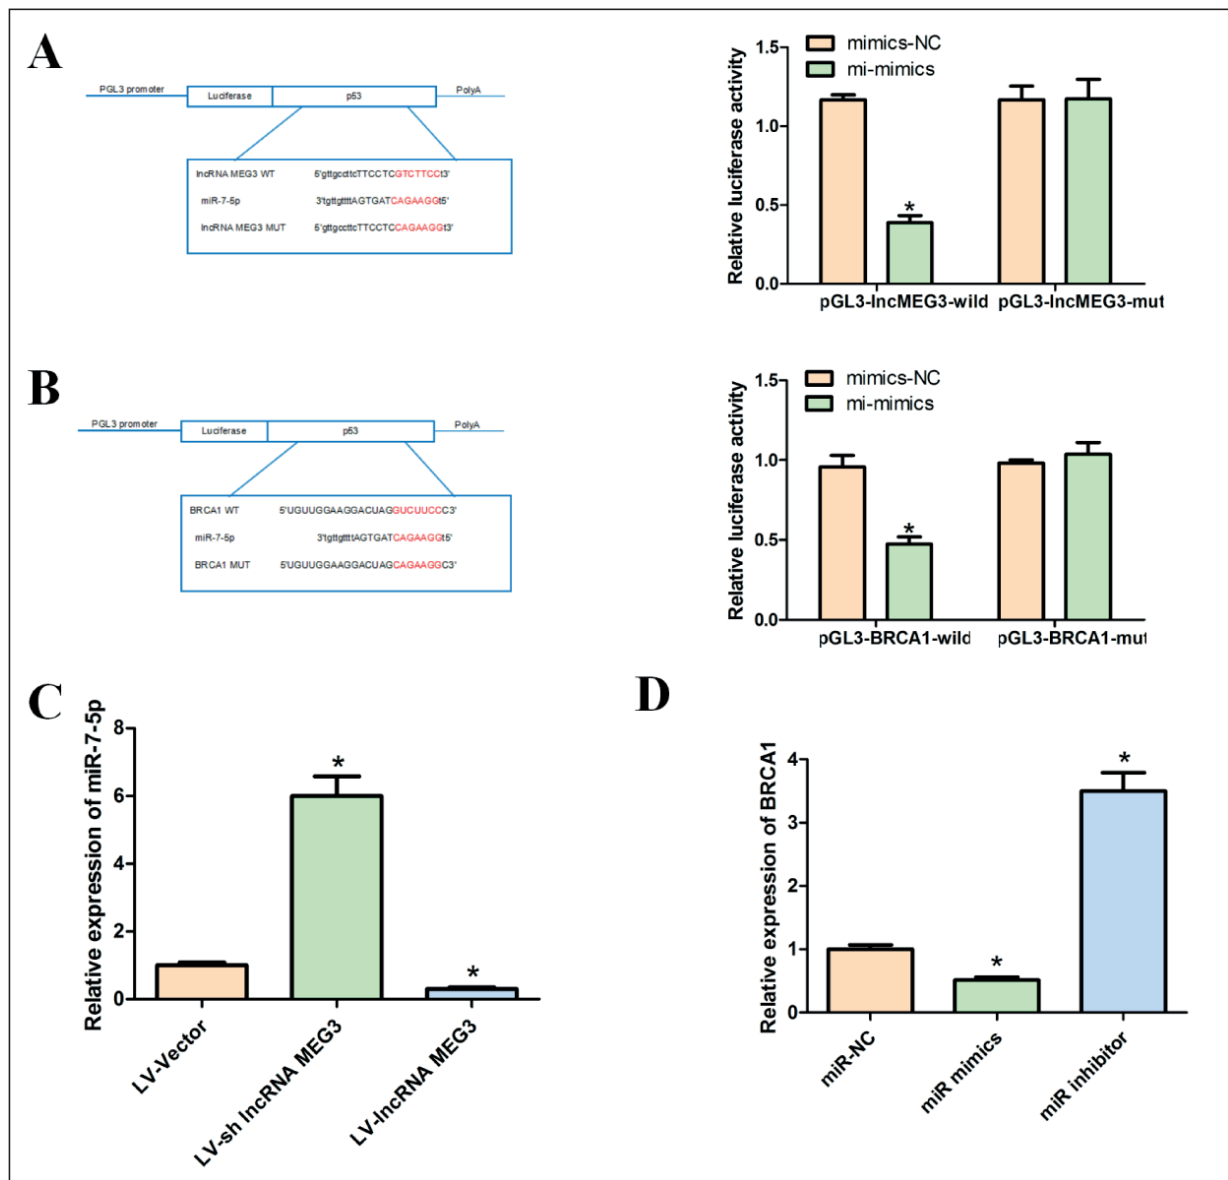 A
PGL3 promoter
Luciferase
p53
PolyA
lncRNA MEG3 WT 5'gttgccttcTTCCTCGTCTTCCt3'
miR-7-5p 3'tgttgttttAGTGATCAGAAGGt5'
lncRNA MEG3 MUT 5'gttgccttcTTCCTCCAGAAGGt3'
mimics-NC
mi-mimics
Relative luciferase activity
1.5
1.0
0.5
0.0
*
pGL3-lncMEG3-wild pGL3-lncMEG3-mut
B
PGL3 promoter
Luciferase
p53
PolyA
BRCA1 WT 5'UGUUGGAAGGACUAGGUCUUCCC3'
miR-7-5p 3'tgttgttttAGTGATCAGAAGGt5'
BRCA1 MUT 5'UGUUGGAAGGACUAGCAGAAGGC3'
mimics-NC
mi-mimics
Relative luciferase activity
1.5
1.0
0.5
0.0
*
pGL3-BRCA1-wild pGL3-BRCA1-mut
C
Relative expression of miR-7-5p
8
6
4
2
0
*
*
LV-Vector
LV-sh lncRNA MEG3
LV-lncRNA MEG3
D
Relative expression of BRCA1
4
3
2
1
0
*
*
miR-NC
miR mimics
miR inhibitor